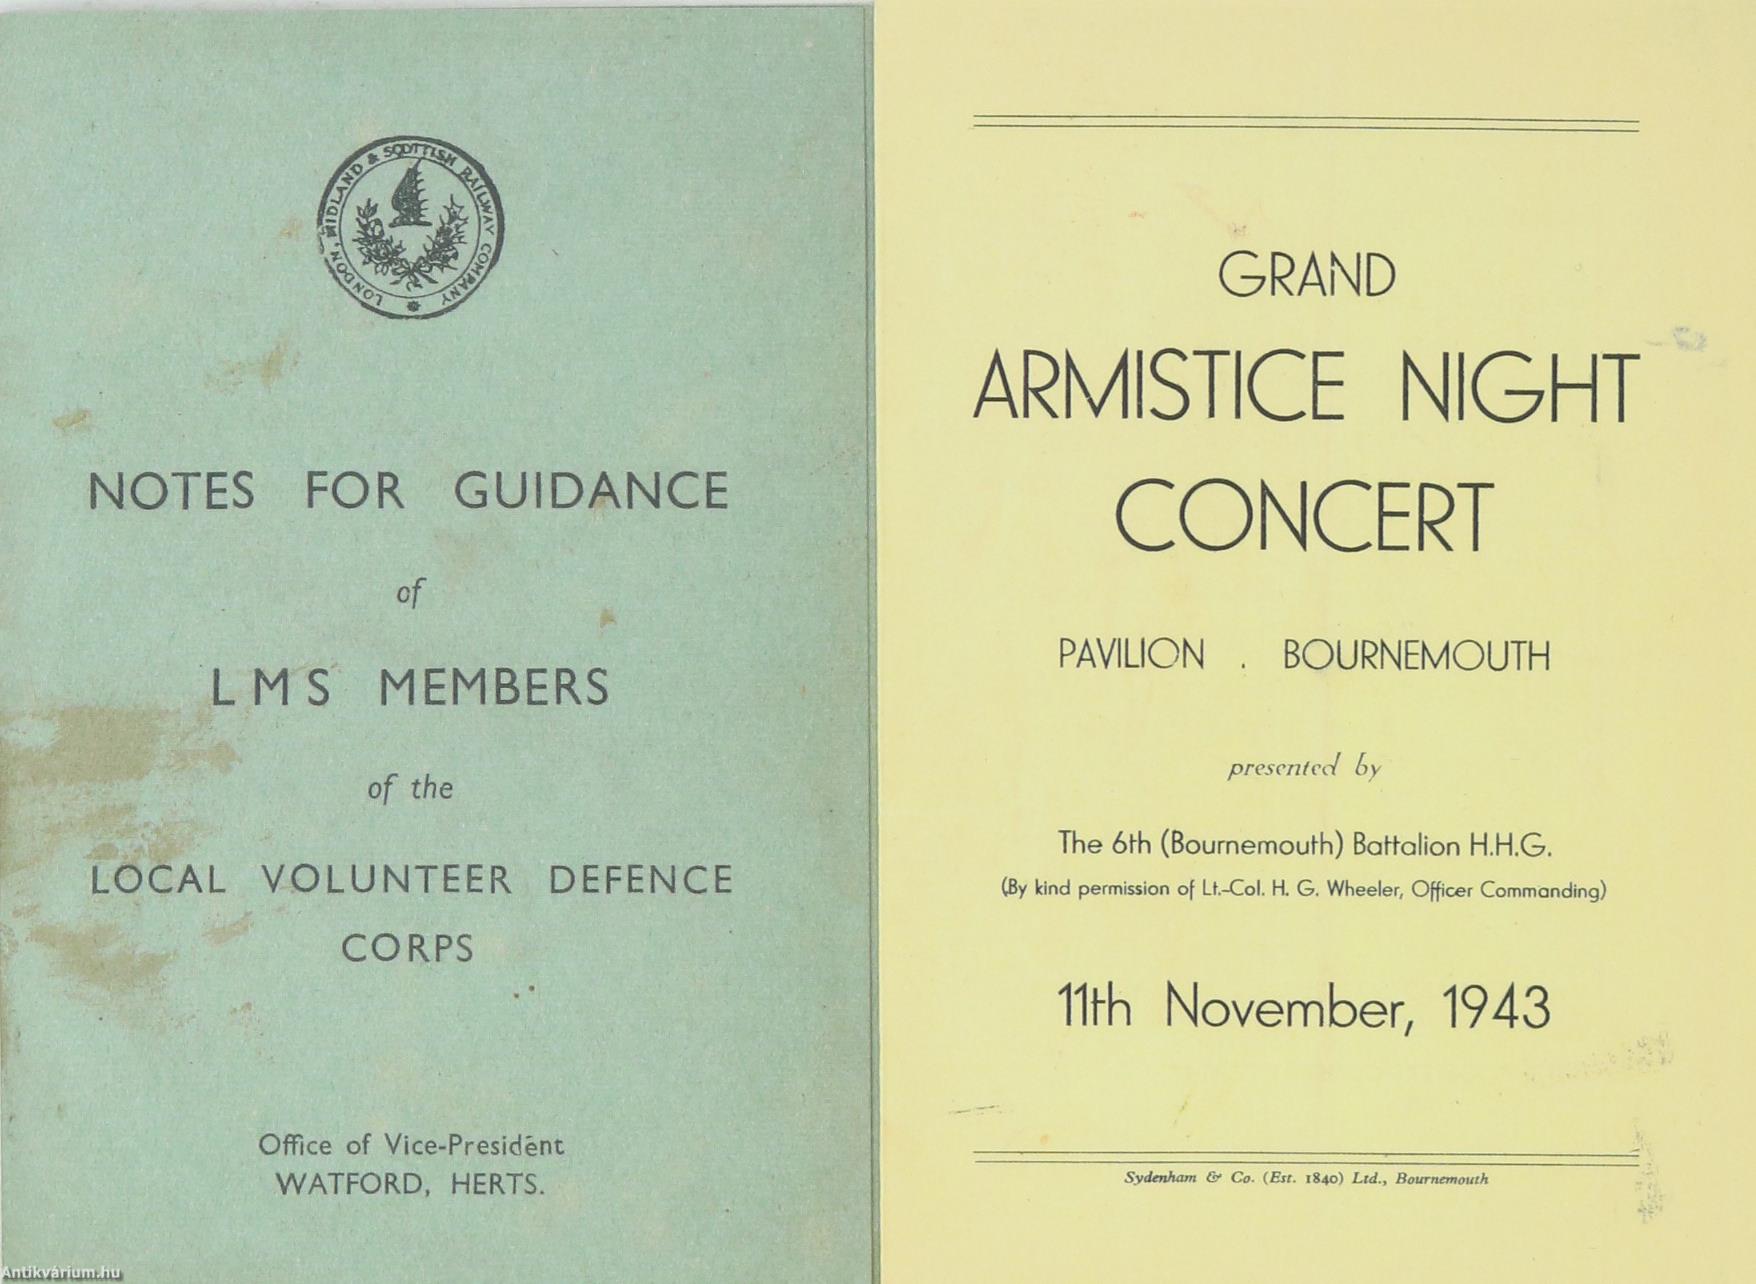 LONDON, MIDLAND & SCOTTISH RAILWAY COMPANY
NOTES FOR GUIDANCE
of
LMS MEMBERS
of the
LOCAL VOLUNTEER DEFENCE
CORPS
Office of Vice-President
WATFORD, HERTS.
GRAND
ARMISTICE NIGHT
CONCERT
PAVILION . BOURNEMOUTH
presented by
The 6th (Bournemouth) Battalion H.H.G.
(By kind permission of Lt.-Col. H. G. Wheeler, Officer Commanding)
11th November, 1943
Sydenham & Co. (Est. 1840) Ltd., Bournemouth
Antikvárium.hu